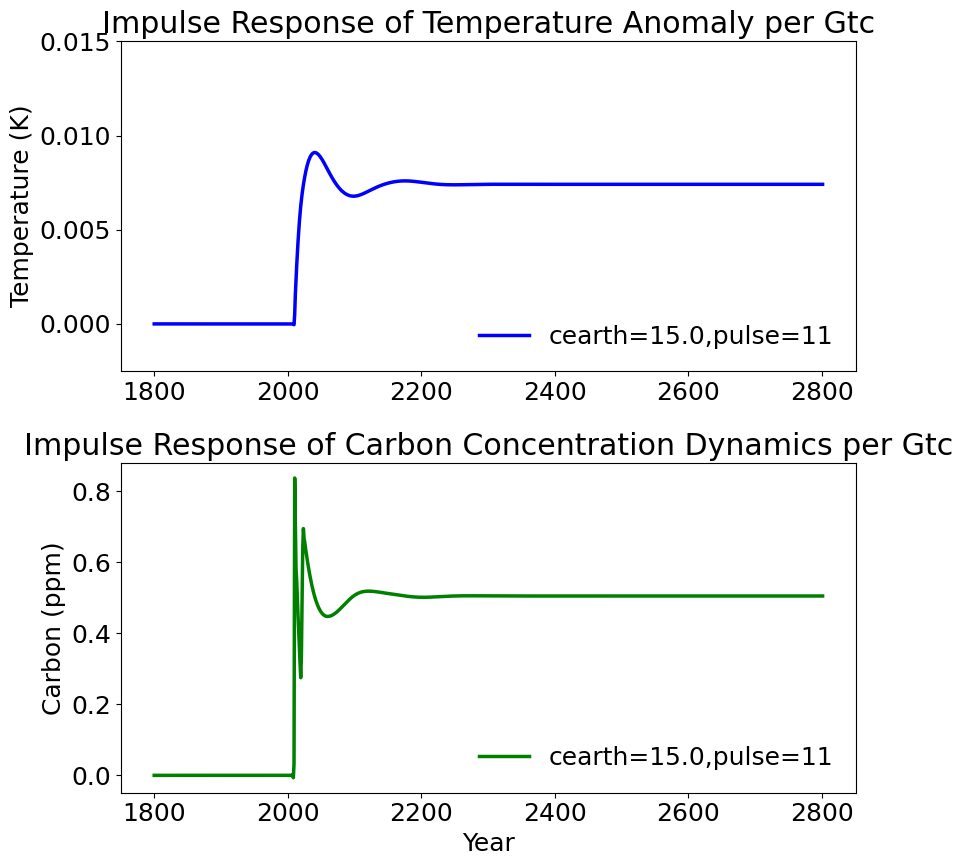 Impulse Response of Temperature Anomaly per Gtc
0.015
0.010
0.005
0.000
Temperature (K)
cearth=15.0,pulse=11
1800 2000 2200 2400 2600 2800
Impulse Response of Carbon Concentration Dynamics per Gtc
0.8
0.6
0.4
0.2
0.0
Carbon (ppm)
cearth=15.0,pulse=11
1800 2000 2200 2400 2600 2800
Year